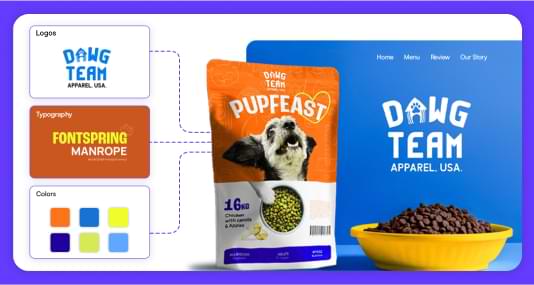 Logos
DAWG
TEAM
APPAREL, USA.
Typography
FONTSPRING
MANROPE
Colors
DAWG
TEAM
PUPFEAST
16KG
Chicken
with carrots
& Apples
Home Menu Review Our Story
DAWG
TEAM
APPAREL, USA.